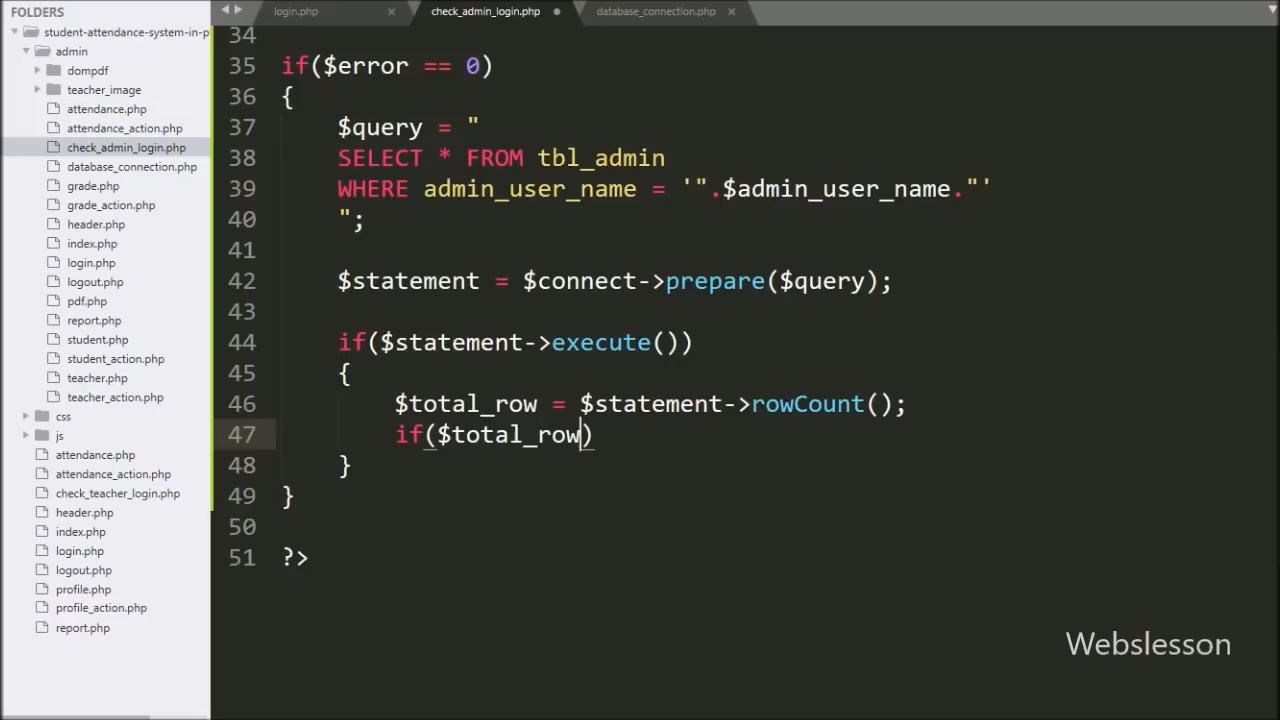 FOLDERS
student-attendance-system-in-p
admin
dompdf
teacher_image
attendance.php
attendance_action.php
check_admin_login.php
database_connection.php
grade.php
grade_action.php
header.php
index.php
login.php
logout.php
pdf.php
report.php
student.php
student_action.php
teacher.php
teacher_action.php
css
js
attendance.php
attendance_action.php
check_teacher_login.php
header.php
index.php
login.php
logout.php
profile.php
profile_action.php
report.php
login.php × check_admin_login.php • database_connection.php ×
34
35 if($error == 0)
36 {
37 $query = "
38 SELECT * FROM tbl_admin
39 WHERE admin_user_name = '".$admin_user_name."'
40 ";
41
42 $statement = $connect->prepare($query);
43
44 if($statement->execute())
45 {
46 $total_row = $statement->rowCount();
47 if($total_row)
48 }
49 }
50
51 ?>
Webslesson